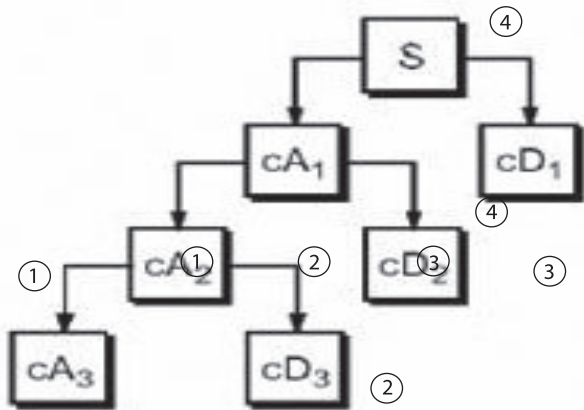 ④
S
cA₁ cD₁
④
① cA₂ ① ② cD₂ ③ ③
cA₃ cD₃ ②